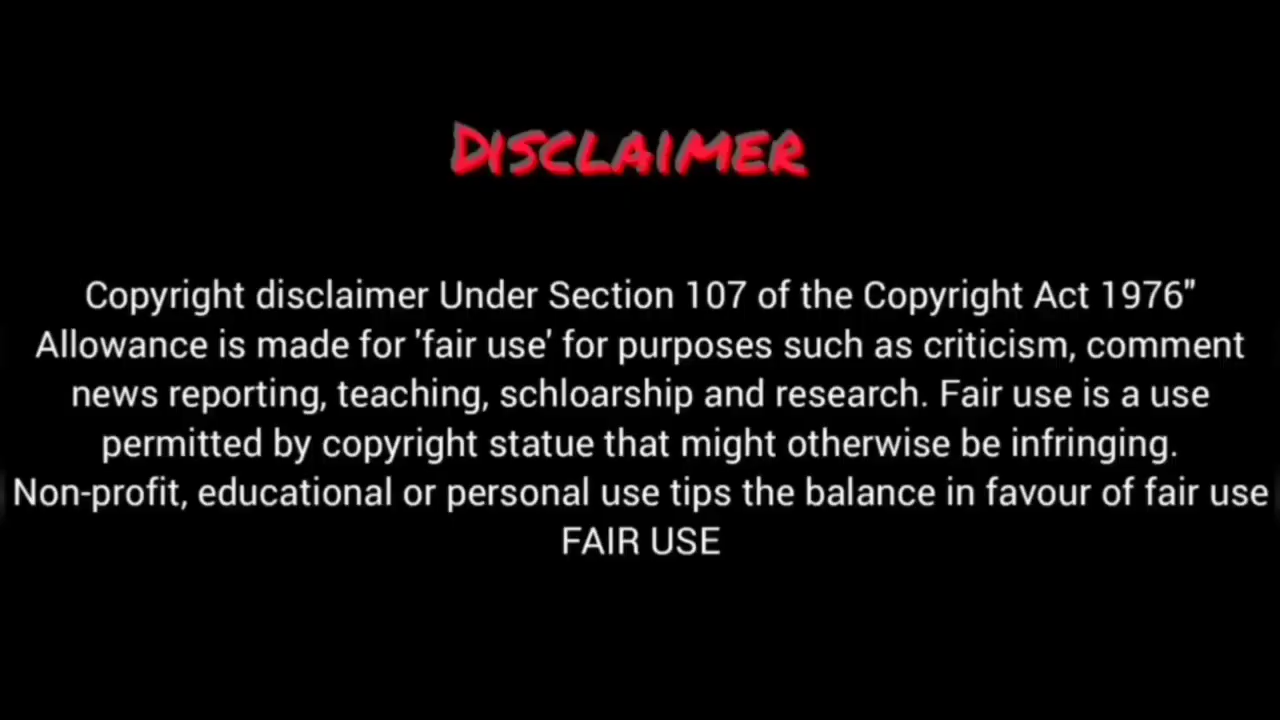 DISCLAIMER
Copyright disclaimer Under Section 107 of the Copyright Act 1976"
Allowance is made for 'fair use' for purposes such as criticism, comment
news reporting, teaching, schloarship and research. Fair use is a use
permitted by copyright statue that might otherwise be infringing.
Non-profit, educational or personal use tips the balance in favour of fair use
FAIR USE